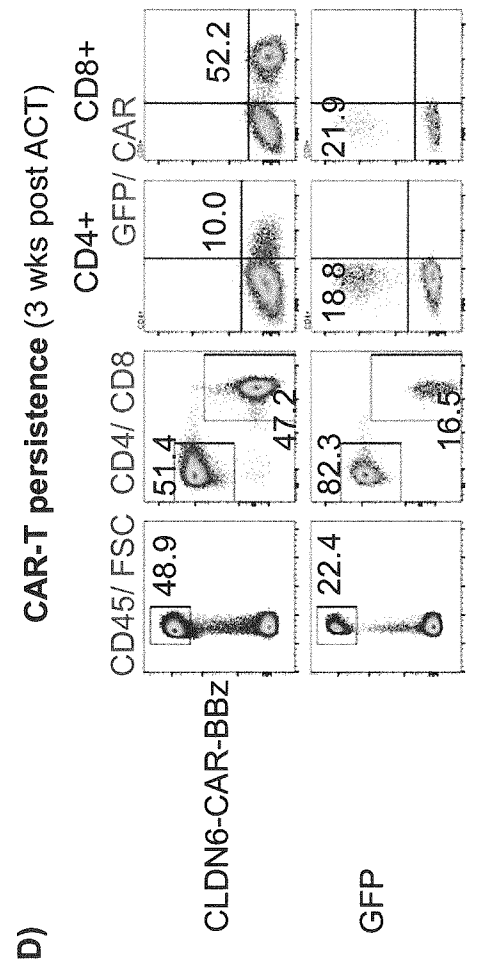 D)
CAR-T persistence (3 wks post ACT)
CD4+ CD8+
CD45/ FSC CD4/ CD8 GFP/ CAR
CLDN6-CAR-BBz
48.9 51.4 47.2 10.0 52.2
GFP
22.4 82.3 16.5 18.8 21.9